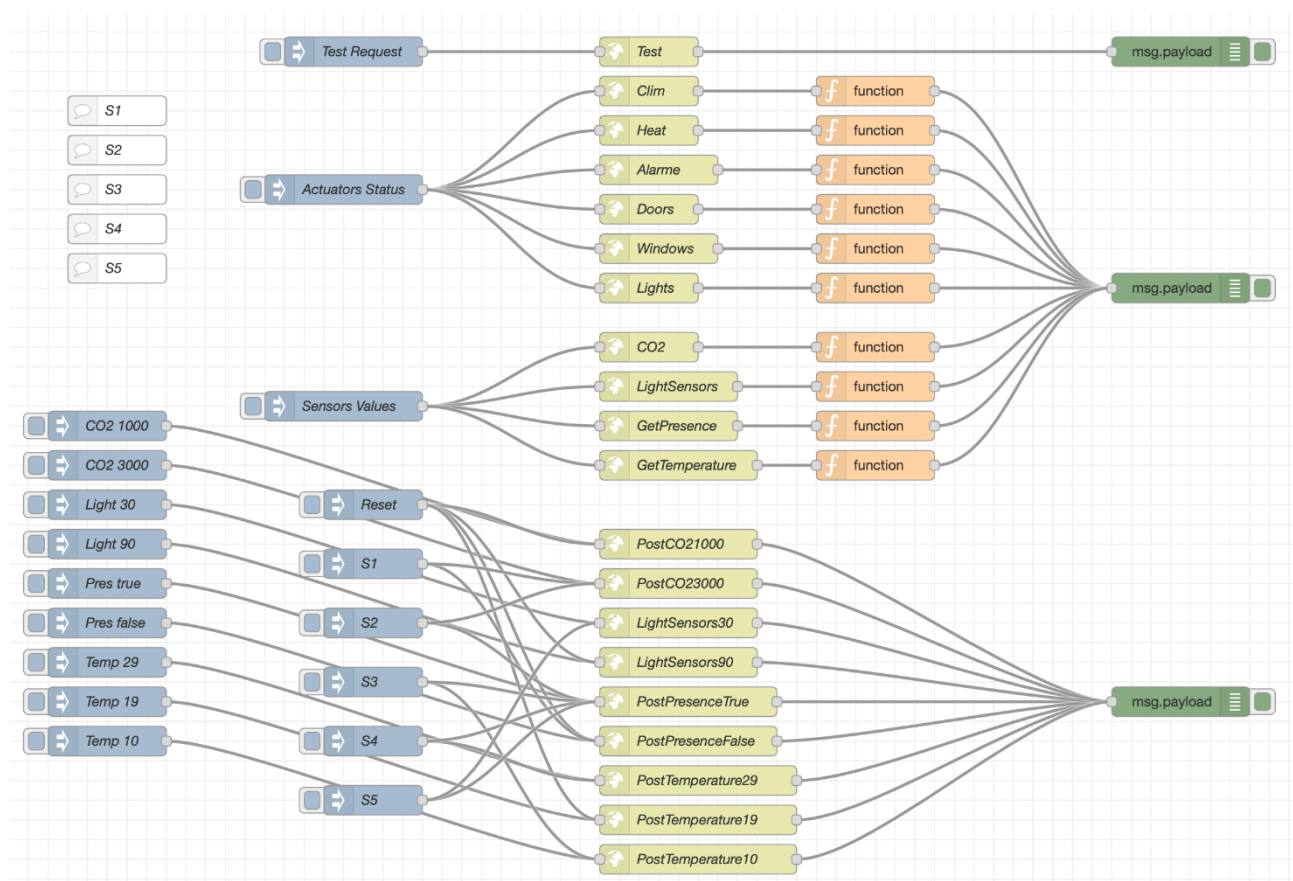 Test Request
Test
msg.payload
S1
S2
S3
S4
S5
Actuators Status
Clim
function
Heat
function
Alarme
function
Doors
function
Windows
function
Lights
function
msg.payload
Sensors Values
CO2
function
LightSensors
function
GetPresence
function
GetTemperature
function
CO2 1000
CO2 3000
Light 30
Light 90
Pres true
Pres false
Temp 29
Temp 19
Temp 10
Reset
S1
S2
S3
S4
S5
PostCO21000
PostCO23000
LightSensors30
LightSensors90
PostPresenceTrue
PostPresenceFalse
PostTemperature29
PostTemperature19
PostTemperature10
msg.payload